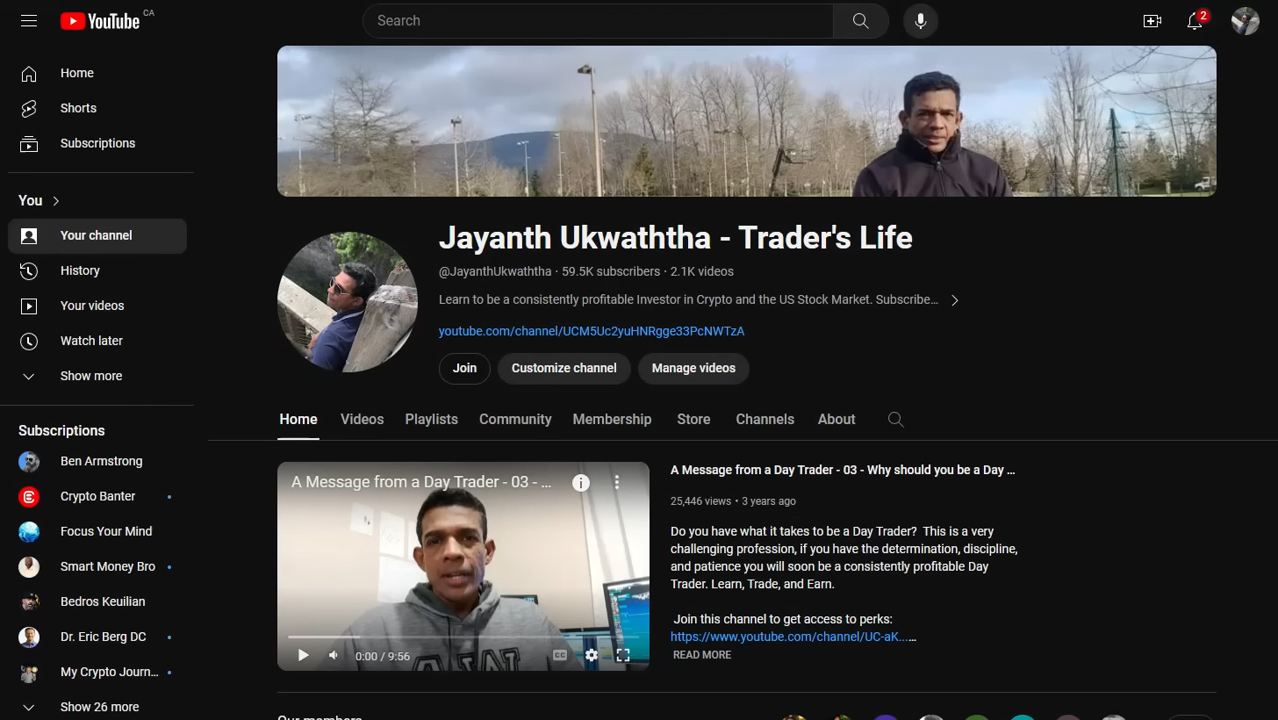 YouTube CA
Search
2
Home
Shorts
Subscriptions
You
Your channel
History
Your videos
Watch later
Show more
Subscriptions
Ben Armstrong
Crypto Banter
Focus Your Mind
Smart Money Bro
Bedros Keuilian
Dr. Eric Berg DC
My Crypto Journ...
Show 26 more
Jayanth Ukwaththa - Trader's Life
@JayanthUkwaththa · 59.5K subscribers · 2.1K videos
Learn to be a consistently profitable Investor in Crypto and the US Stock Market. Subscribe…
youtube.com/channel/UCM5Uc2yuHNRgge33PcNWTzA
Join Customize channel Manage videos
Home Videos Playlists Community Membership Store Channels About
A Message from a Day Trader - 03 - ...
0:00 / 9:56
A Message from a Day Trader - 03 - Why should you be a Day ...
25,446 views • 3 years ago
Do you have what it takes to be a Day Trader? This is a very
challenging profession, if you have the determination, discipline,
and patience you will soon be a consistently profitable Day
Trader. Learn, Trade, and Earn.
Join this channel to get access to perks:
https://www.youtube.com/channel/UC-aK......
READ MORE
Our members